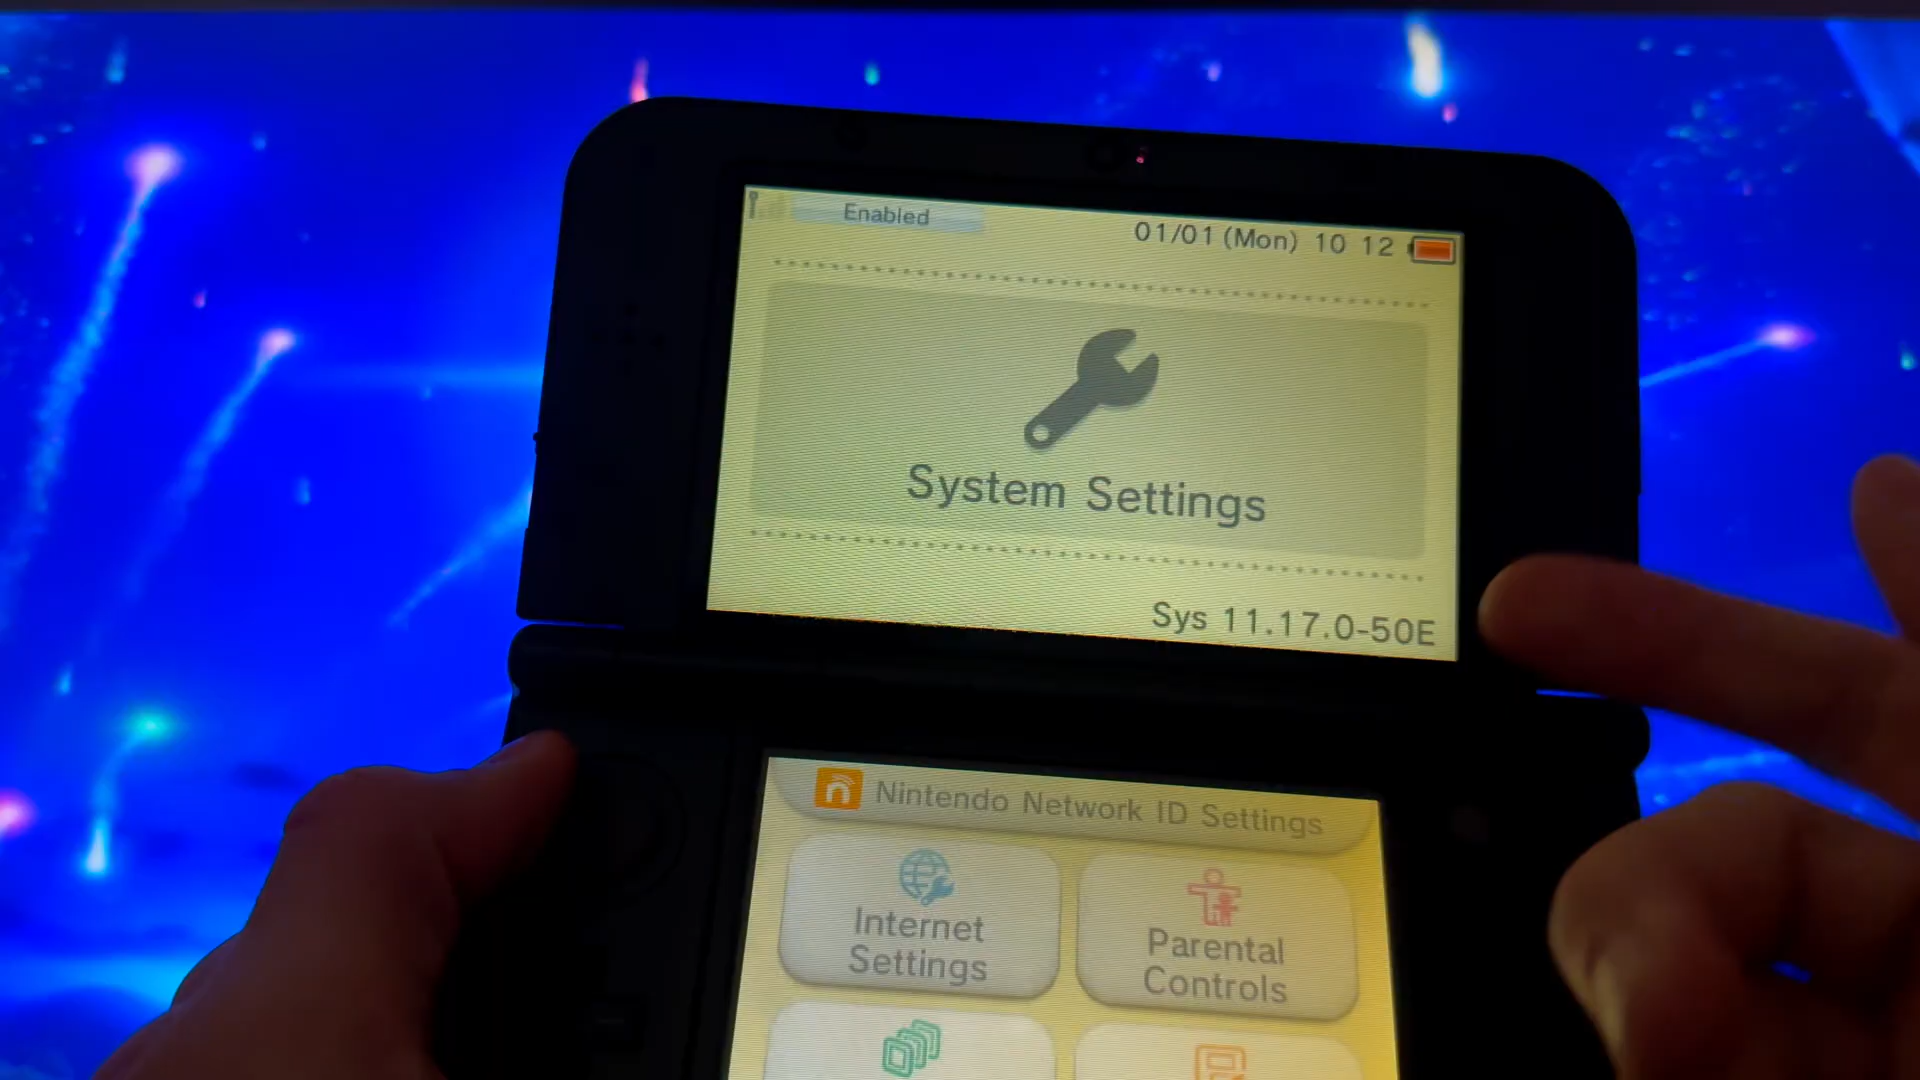 Enabled
01/01 (Mon) 10 12
System Settings
Sys 11.17.0-50E
Nintendo Network ID Settings
Internet
Settings
Parental
Controls